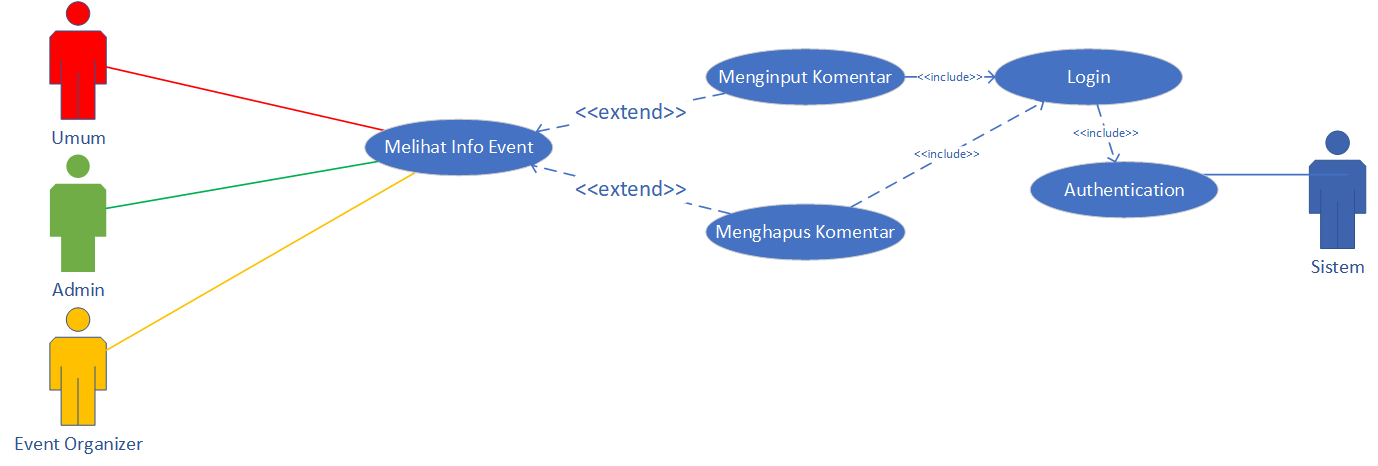 Umum
Admin
Event Organizer
Melihat Info Event
<<extend>>
<<extend>>
Menginput Komentar
Menghapus Komentar
<<include>>
<<include>>
Login
<<include>>
Authentication
Sistem